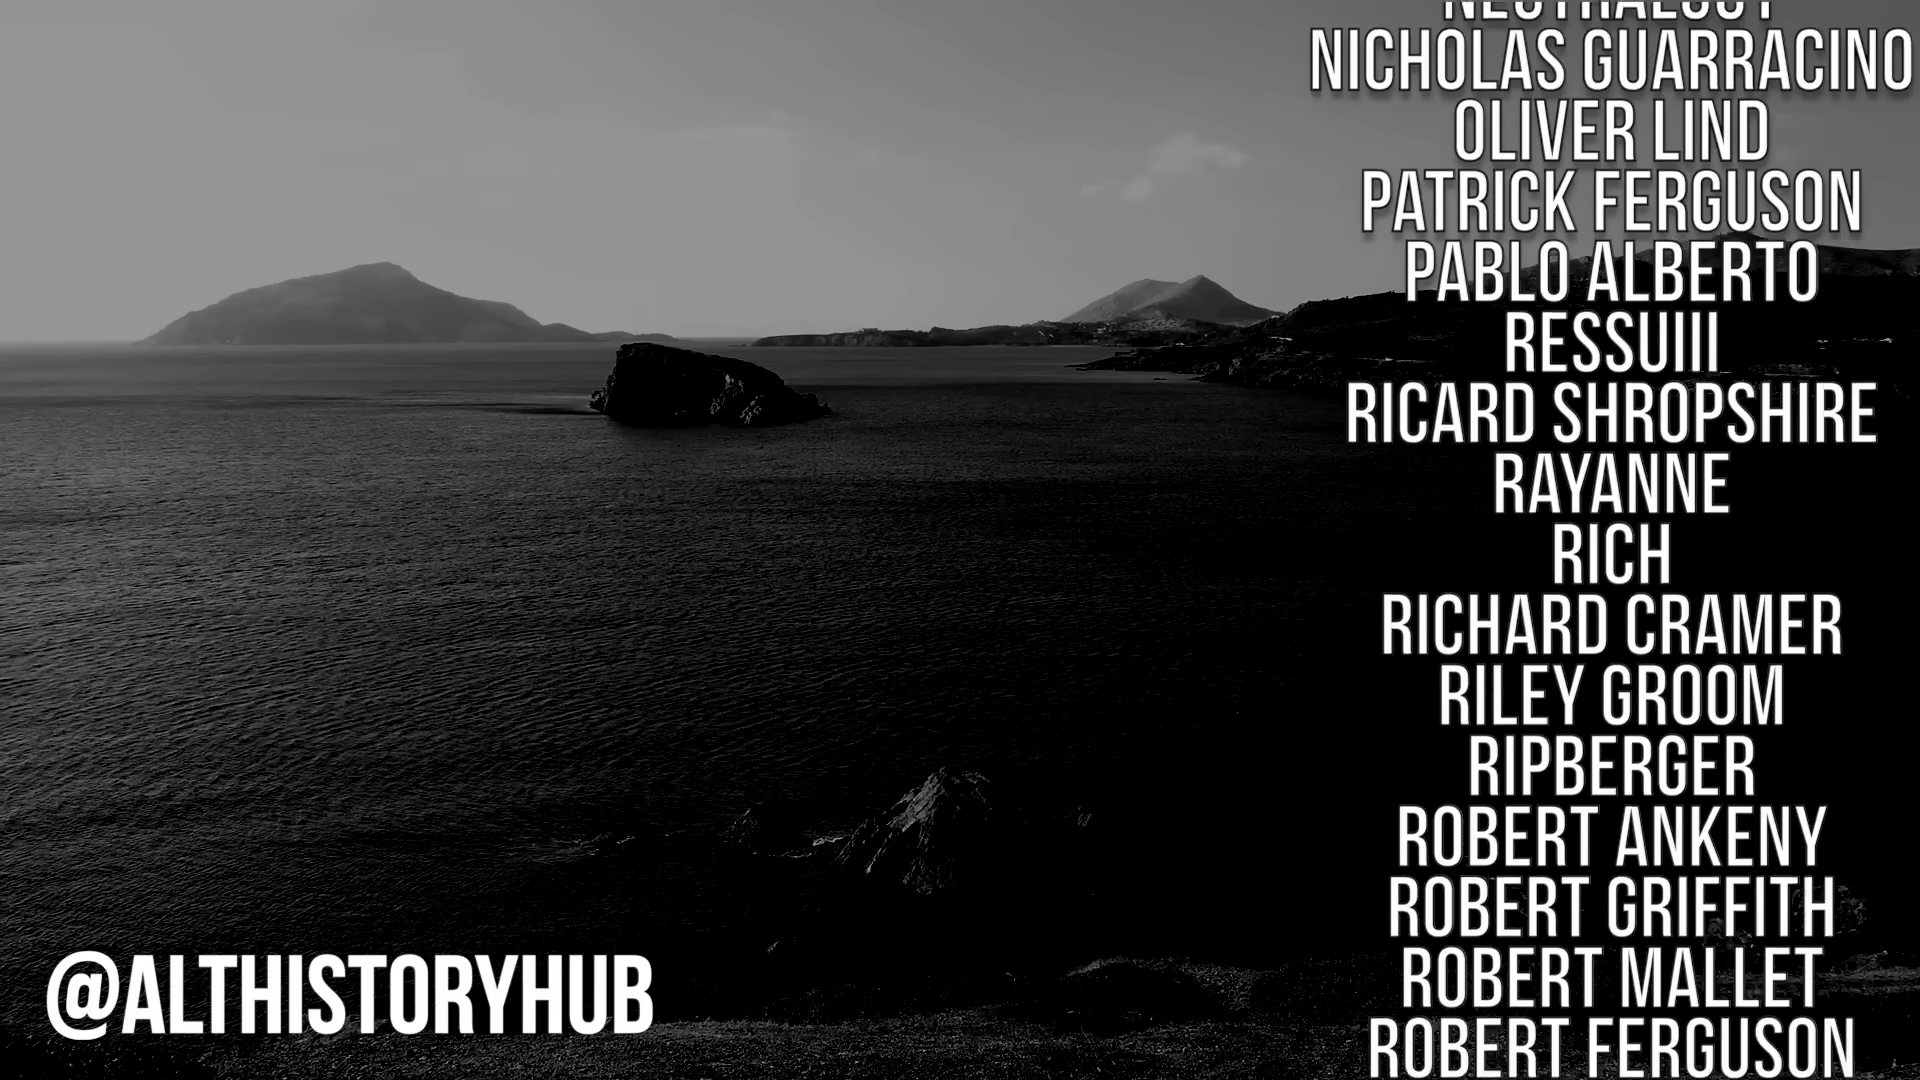 NICHOLAS GUARRACINO
OLIVER LIND
PATRICK FERGUSON
PABLO ALBERTO
RESSUIII
RICARD SHROPSHIRE
RAYANNE
RICH
RICHARD CRAMER
RILEY GROOM
RIPBERGER
ROBERT ANKENY
ROBERT GRIFFITH
ROBERT MALLET
ROBERT FERGUSON
@ALTHISTORYHUB